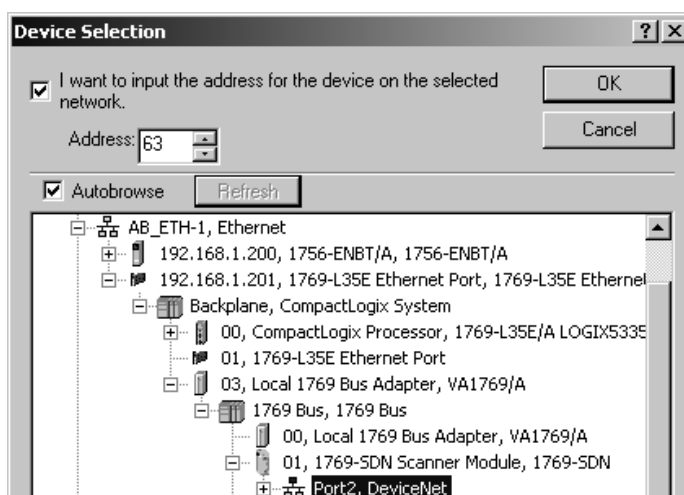 Device Selection
I want to input the address for the device on the selected
network.
OK
Address: 63
Cancel
Autobrowse
Refresh
AB_ETH-1, Ethernet
192.168.1.200, 1756-ENBT/A, 1756-ENBT/A
192.168.1.201, 1769-L35E Ethernet Port, 1769-L35E Ethernet
Backplane, CompactLogix System
00, CompactLogix Processor, 1769-L35E/A LOGIX5335
01, 1769-L35E Ethernet Port
03, Local 1769 Bus Adapter, VA1769/A
1769 Bus, 1769 Bus
00, Local 1769 Bus Adapter, VA1769/A
01, 1769-SDN Scanner Module, 1769-SDN
Port2, DeviceNet